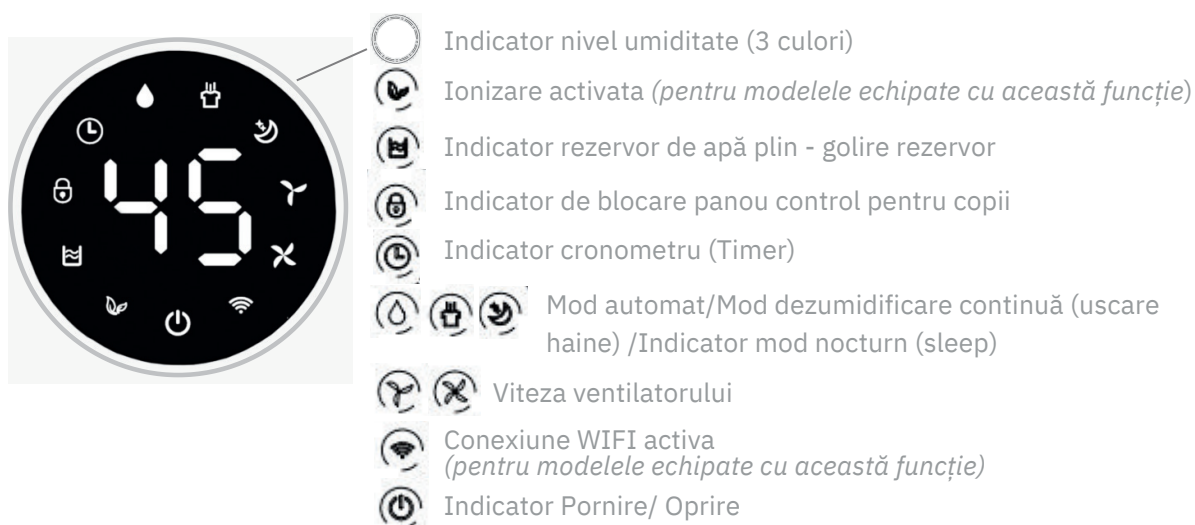 45
Indicator nivel umiditate (3 culori)
Ionizare activata (pentru modelele echipate cu această funcție)
Indicator rezervor de apă plin - golire rezervor
Indicator de blocare panou control pentru copii
Indicator cronometru (Timer)
Mod automat/Mod dezumidificare continuă (uscare
haine) /Indicator mod nocturn (sleep)
Viteza ventilatorului
Conexiune WIFI activa
(pentru modelele echipate cu această funcție)
Indicator Pornire/ Oprire